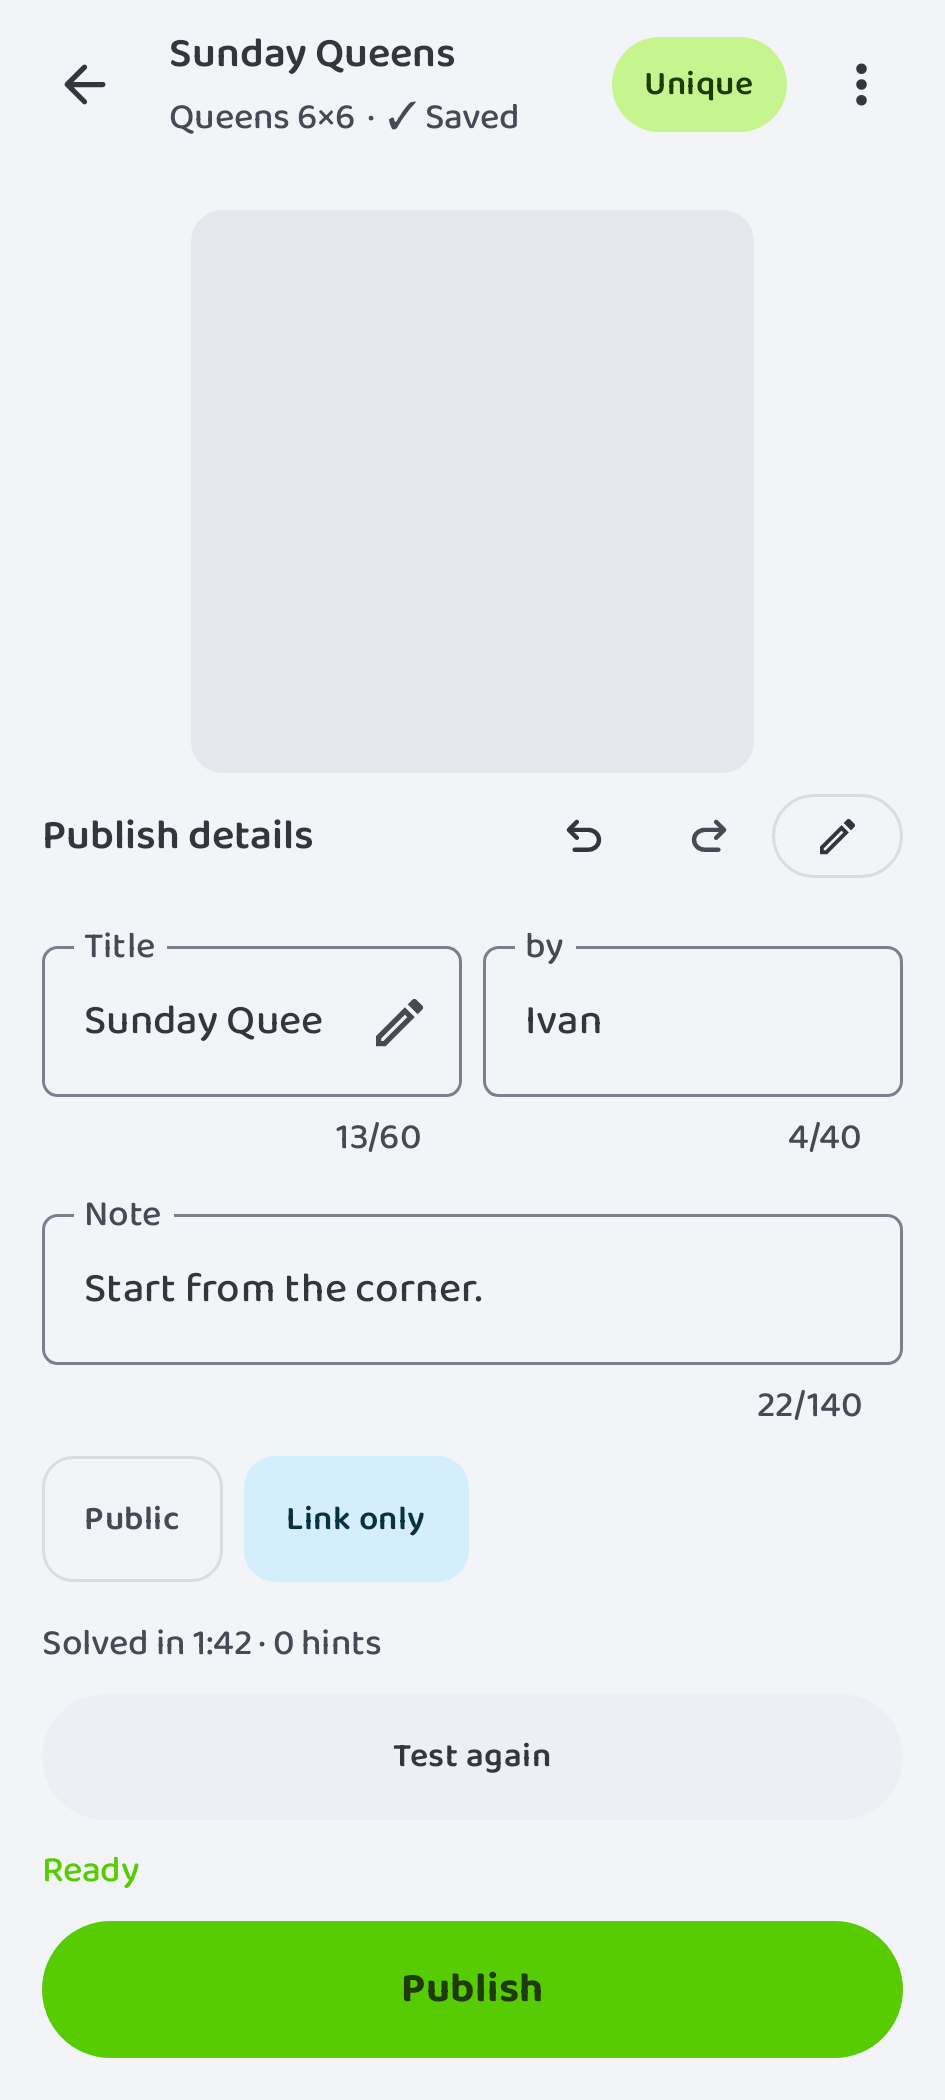 Sunday Queens
Queens 6×6 · ✓ Saved
Unique
Publish details
Title
Sunday Quee
13/60
by
Ivan
4/40
Note
Start from the corner.
22/140
Public
Link only
Solved in 1:42 · 0 hints
Test again
Ready
Publish